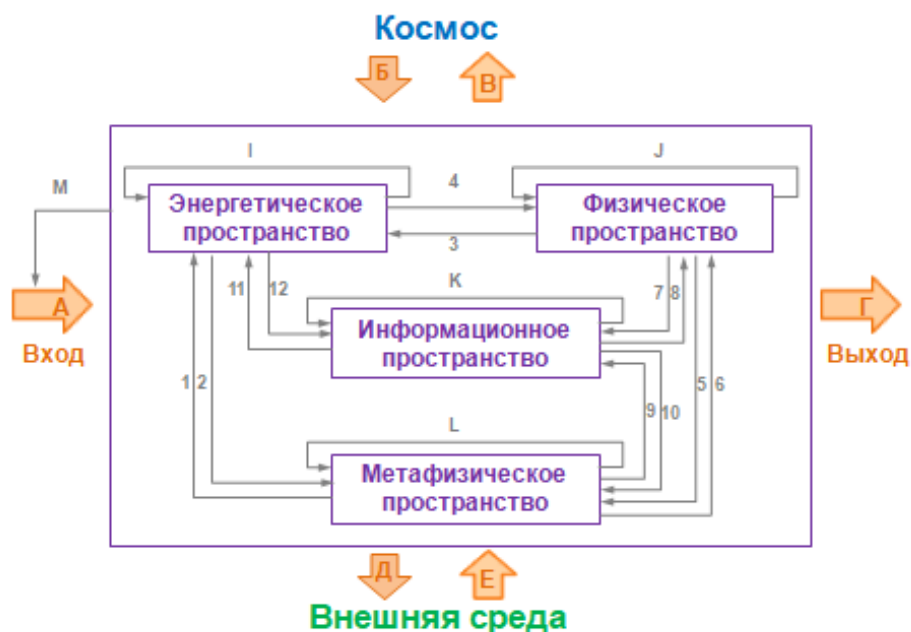 Космос
Б
В
I
J
M
4
Энергетическое
пространство
Физическое
пространство
3
А
Вход
11
12
K
7
8
Г
Выход
Информационное
пространство
1
2
5
6
9
10
L
Метафизическое
пространство
Д
Е
Внешняя среда